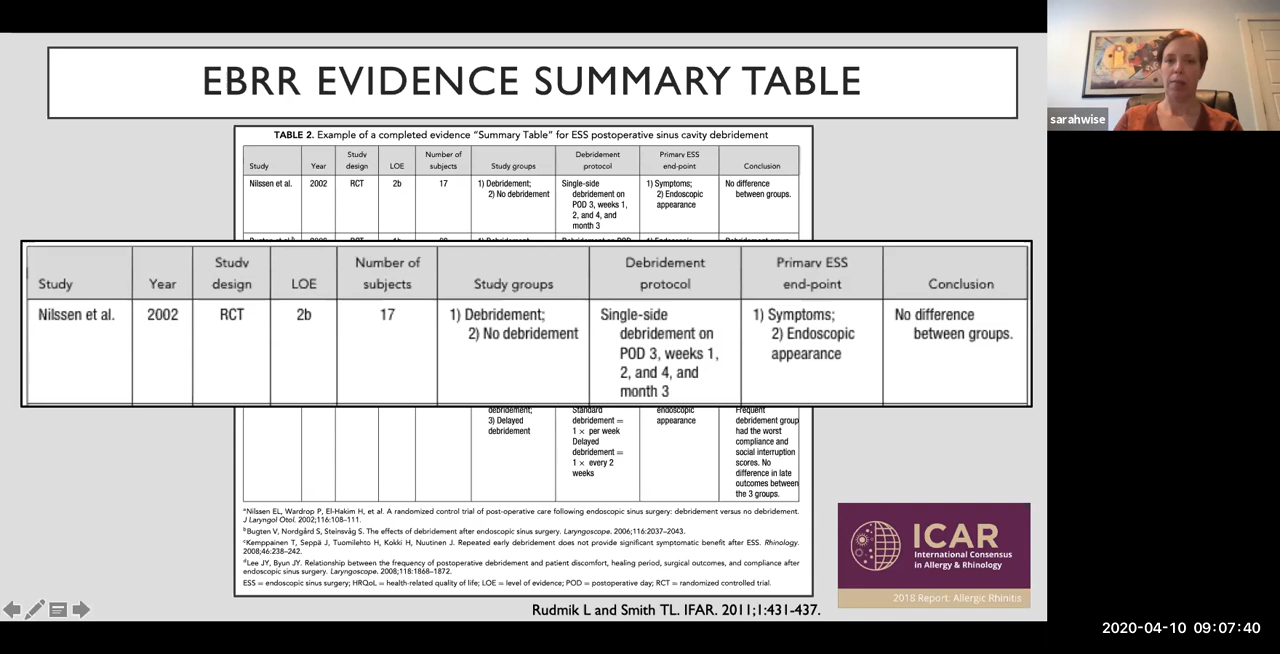 EBRR EVIDENCE SUMMARY TABLE
sarahwise
TABLE 2. Example of a completed evidence "Summary Table" for ESS postoperative sinus cavity debridement
Study Year Study design LOE Number of subjects Study groups Debridement protocol Primary ESS end-point Conclusion
Nilssen et al. 2002 RCT 2b 17 1) Debridement; 2) No debridement Single-side debridement on POD 3, weeks 1, 2, and 4, and month 3 1) Symptoms; 2) Endoscopic appearance No difference between groups.
Study Year Study design LOE Number of subjects Study groups Debridement protocol Primary ESS end-point Conclusion
Nilssen et al. 2002 RCT 2b 17 1) Debridement; 2) No debridement Single-side debridement on POD 3, weeks 1, 2, and 4, and month 3 1) Symptoms; 2) Endoscopic appearance No difference between groups.
debridement; 3) Delayed debridement
Standard debridement = 1 × per week Delayed debridement = 1 × every 2 weeks
endoscopic appearance
Frequent debridement group had the worst compliance and social interruption scores. No difference in late outcomes between the 3 groups.
aNilssen EL, Wardrop P, El-Hakim H, et al. A randomized control trial of post-operative care following endoscopic sinus surgery: debridement versus no debridement.
J Laryngol Otol. 2002;116:108–111.
bBugten V, Nordgård S, Steinsvåg S. The effects of debridement after endoscopic sinus surgery. Laryngoscope. 2006;116:2037–2043.
cKemppainen T, Seppä J, Tuomilehto H, Kokki H, Nuutinen J. Repeated early debridement does not provide significant symptomatic benefit after ESS. Rhinology.
2008;46:238–242.
dLee JY, Byun JY. Relationship between the frequency of postoperative debridement and patient discomfort, healing period, surgical outcomes, and compliance after
endoscopic sinus surgery. Laryngoscope. 2008;118:1868–1872.
ESS = endoscopic sinus surgery; HRQoL = health-related quality of life; LOE = level of evidence; POD = postoperative day; RCT = randomized controlled trial.
Rudmik L and Smith TL. IFAR. 2011;1:431-437.
ICAR
International Consensus
in Allergy & Rhinology
2018 Report: Allergic Rhinitis
2020-04-10 09:07:40